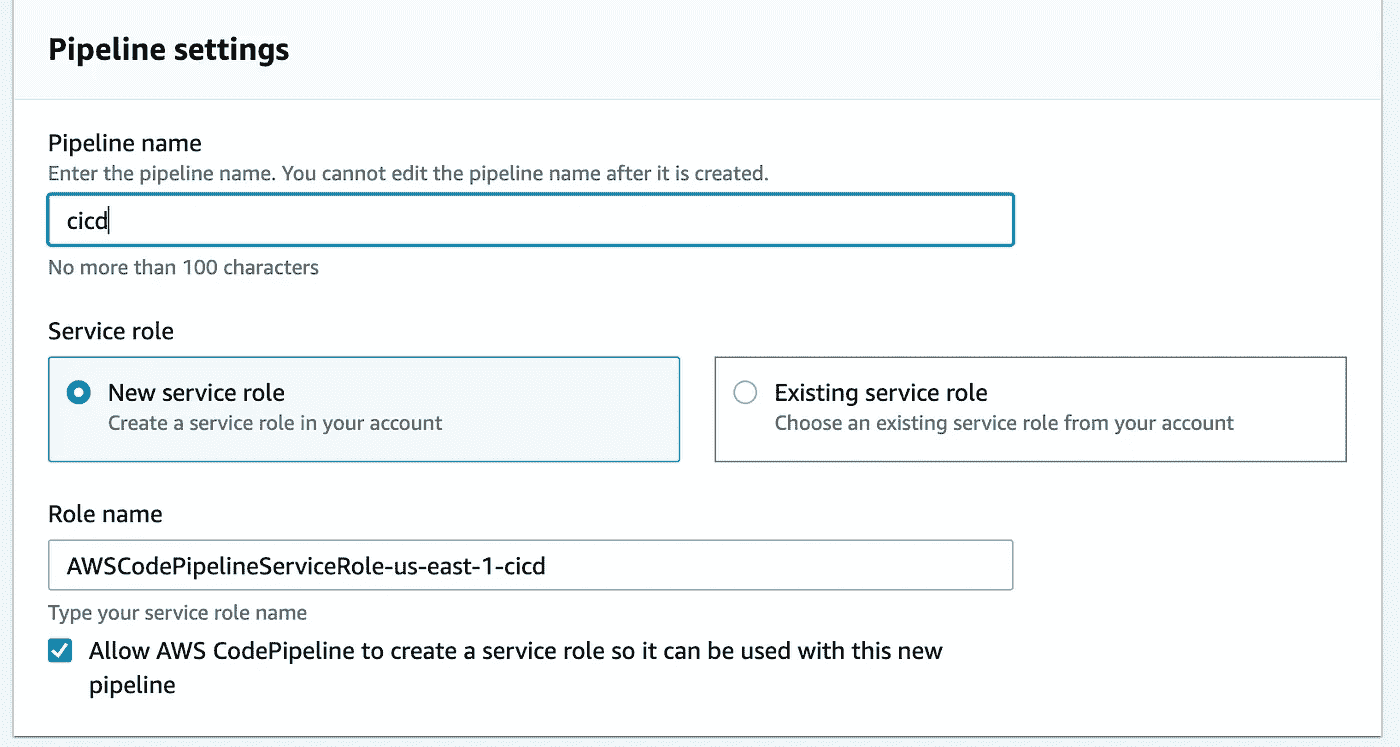 Pipeline settings
Pipeline name
Enter the pipeline name. You cannot edit the pipeline name after it is created.
cicd
No more than 100 characters
Service role
New service role
Create a service role in your account
Existing service role
Choose an existing service role from your account
Role name
AWSCodePipelineServiceRole-us-east-1-cicd
Type your service role name
Allow AWS CodePipeline to create a service role so it can be used with this new
pipeline